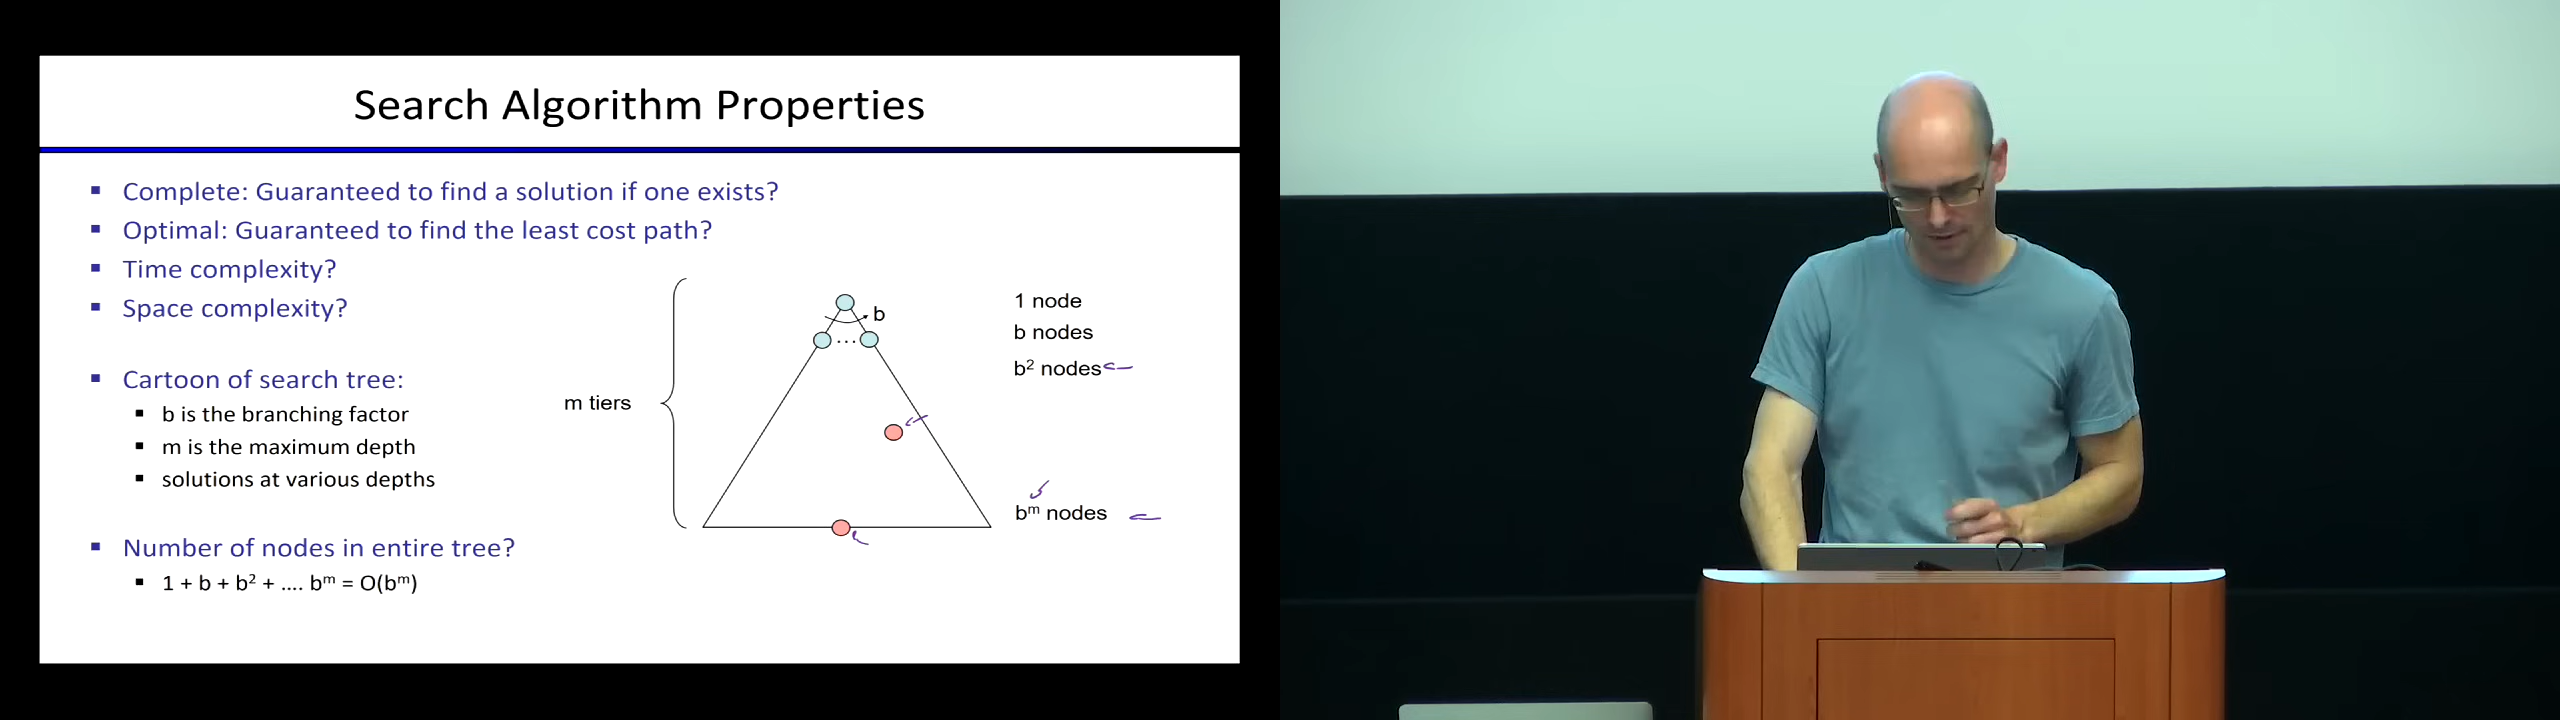 Search Algorithm Properties
Complete: Guaranteed to find a solution if one exists?
Optimal: Guaranteed to find the least cost path?
Time complexity?
Space complexity?
Cartoon of search tree:
b is the branching factor
m is the maximum depth
solutions at various depths
Number of nodes in entire tree?
1 + b + b² + .... bᵐ = O(bᵐ)
m tiers
b
...
1 node
b nodes
b² nodes
bᵐ nodes